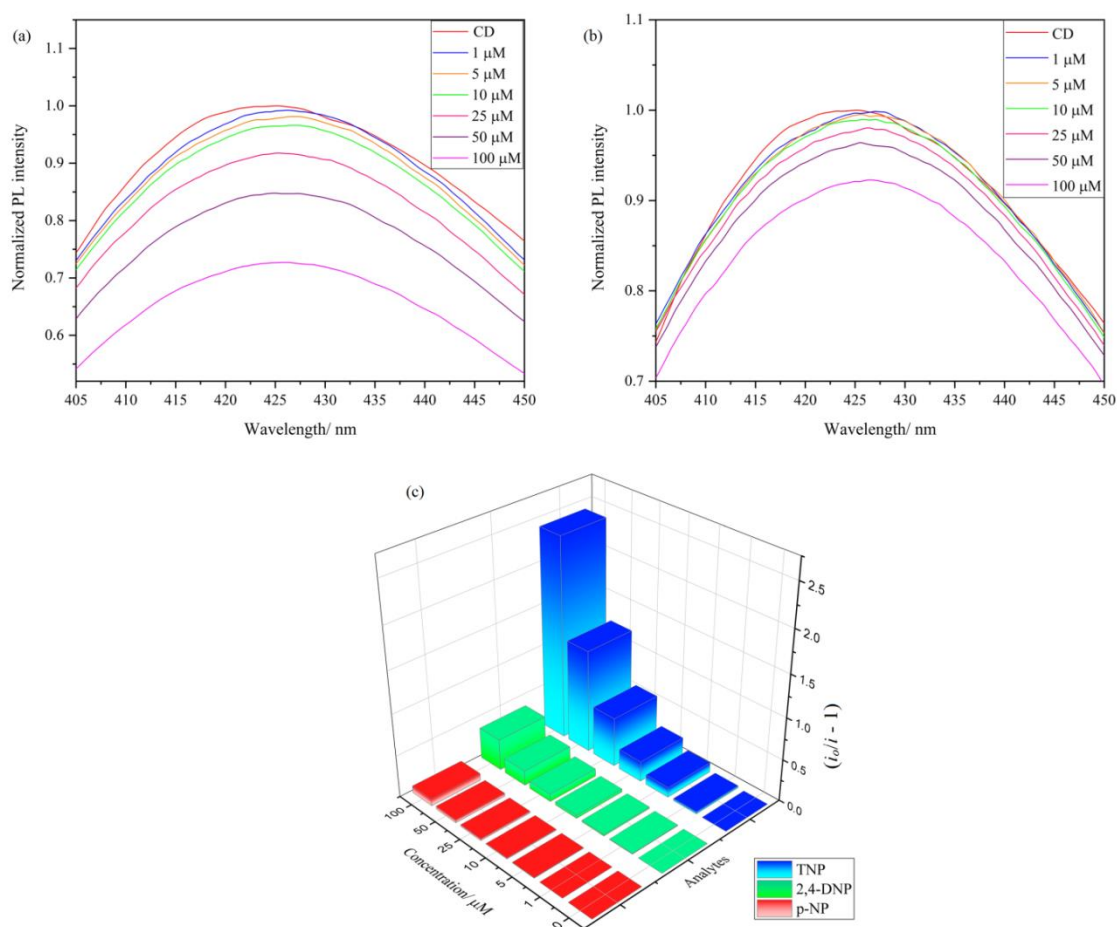 (a)
CD
1 μM
5 μM
10 μM
25 μM
50 μM
100 μM
Normalized PL intensity
1.1
1.0
0.9
0.8
0.7
0.6
405 410 415 420 425 430 435 440 445 450
Wavelength/ nm
(b)
CD
1 μM
5 μM
10 μM
25 μM
50 μM
100 μM
Normalized PL intensity
1.1
1.0
0.9
0.8
0.7
405 410 415 420 425 430 435 440 445 450
Wavelength/ nm
(c)
2.5
2.0
1.5
1.0
0.5
0.0
(i₀/i - 1)
100
50
25
10
5
1
0
Concentration/ μM
Analytes
TNP
2,4-DNP
p-NP